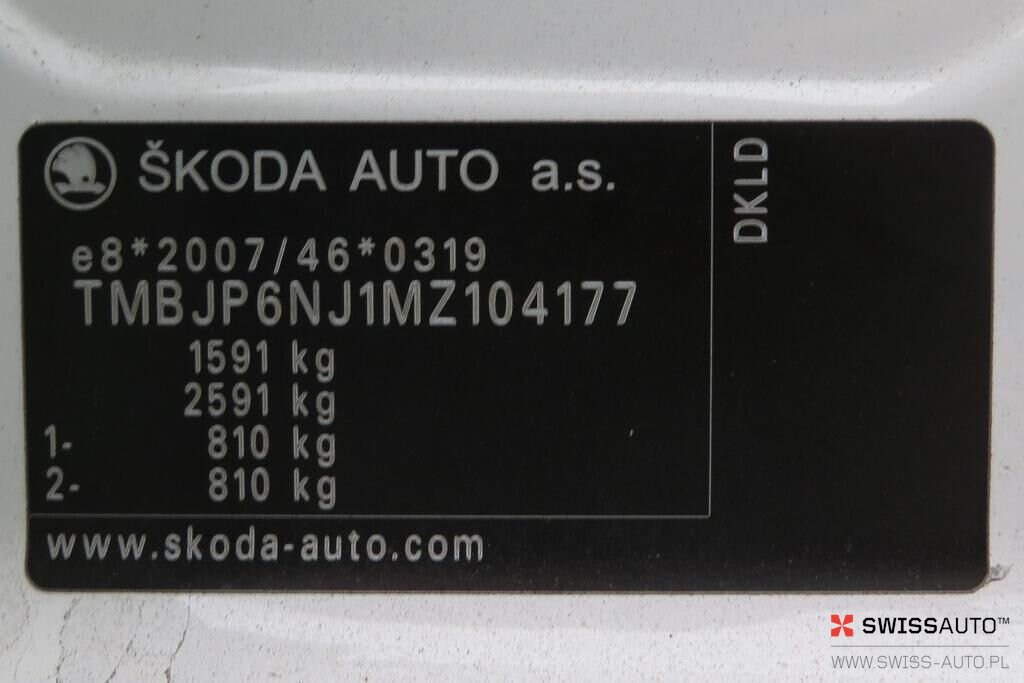 ŠKODA AUTO a.s.
e8*2007/46*0319
TMBJP6NJ1MZ104177
1591 kg
2591 kg
1- 810 kg
2- 810 kg
www.skoda-auto.com
DKLD
SWISSAUTO™
WWW.SWISS-AUTO.PL